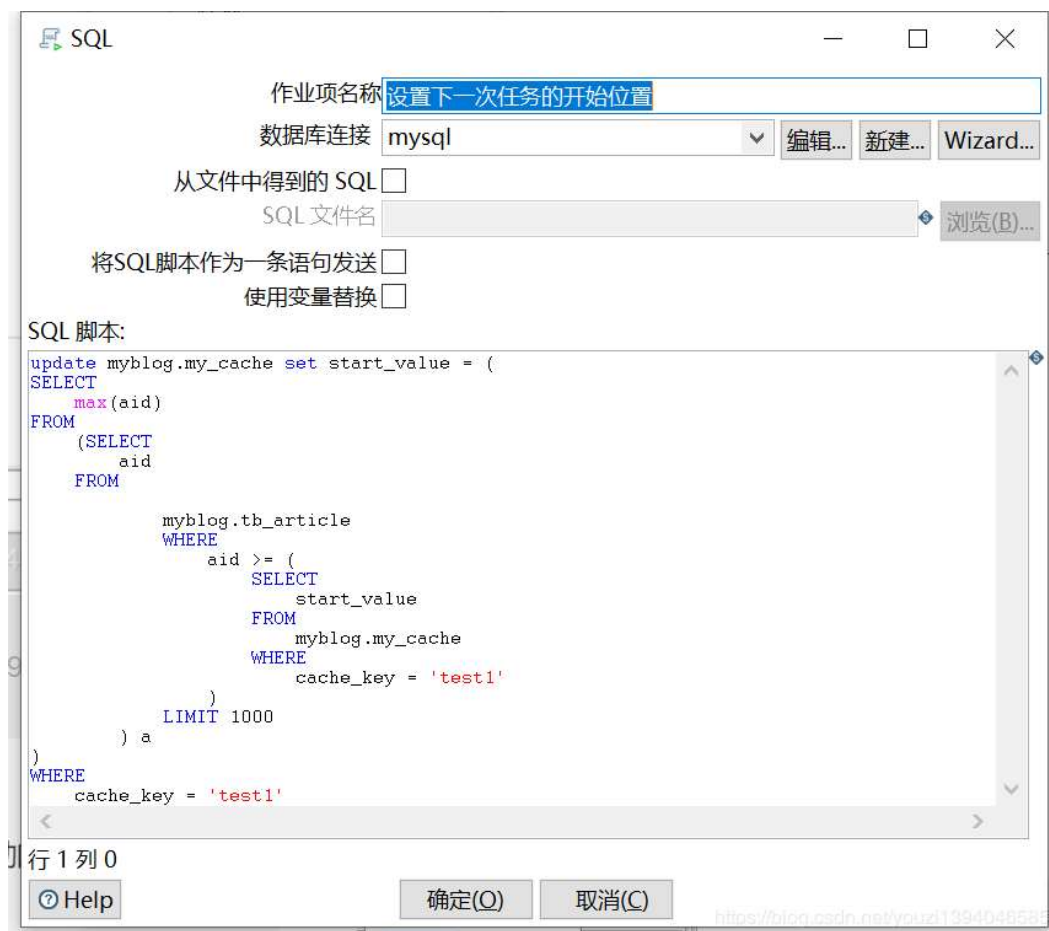 SQL
作业项名称 设置下一次任务的开始位置
数据库连接 mysql 编辑... 新建... Wizard...
从文件中得到的 SQL
SQL 文件名 浏览(B)...
将SQL脚本作为一条语句发送
使用变量替换
SQL 脚本:
update myblog.my_cache set start_value = (
SELECT
max(aid)
FROM
(SELECT
aid
FROM
myblog.tb_article
WHERE
aid >= (
SELECT
start_value
FROM
myblog.my_cache
WHERE
cache_key = 'test1'
)
LIMIT 1000
) a
)
WHERE
cache_key = 'test1'
行 1 列 0
Help 确定(O) 取消(C)
https://blog.csdn.net/youzi1394046585